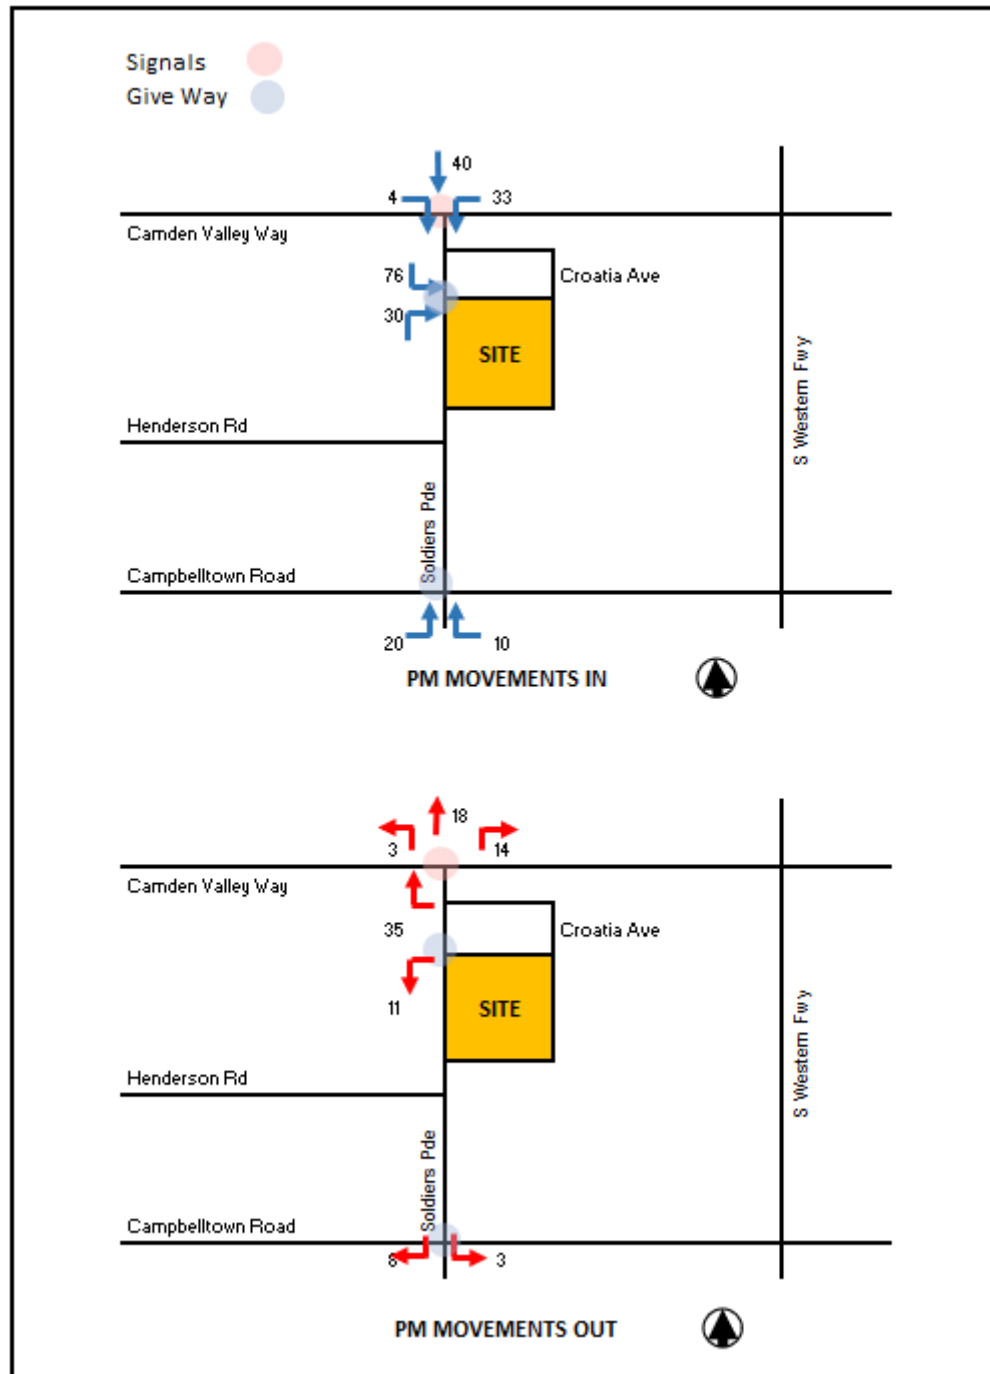 Signals
Give Way
40
4
33
Camden Valley Way
76
Croatia Ave
30
SITE
S Western Fwy
Henderson Rd
Soldiers Pde
Campbelltown Road
20
10
PM MOVEMENTS IN
18
3
14
Camden Valley Way
35
Croatia Ave
11
SITE
S Western Fwy
Henderson Rd
Soldiers Pde
Campbelltown Road
8
3
PM MOVEMENTS OUT